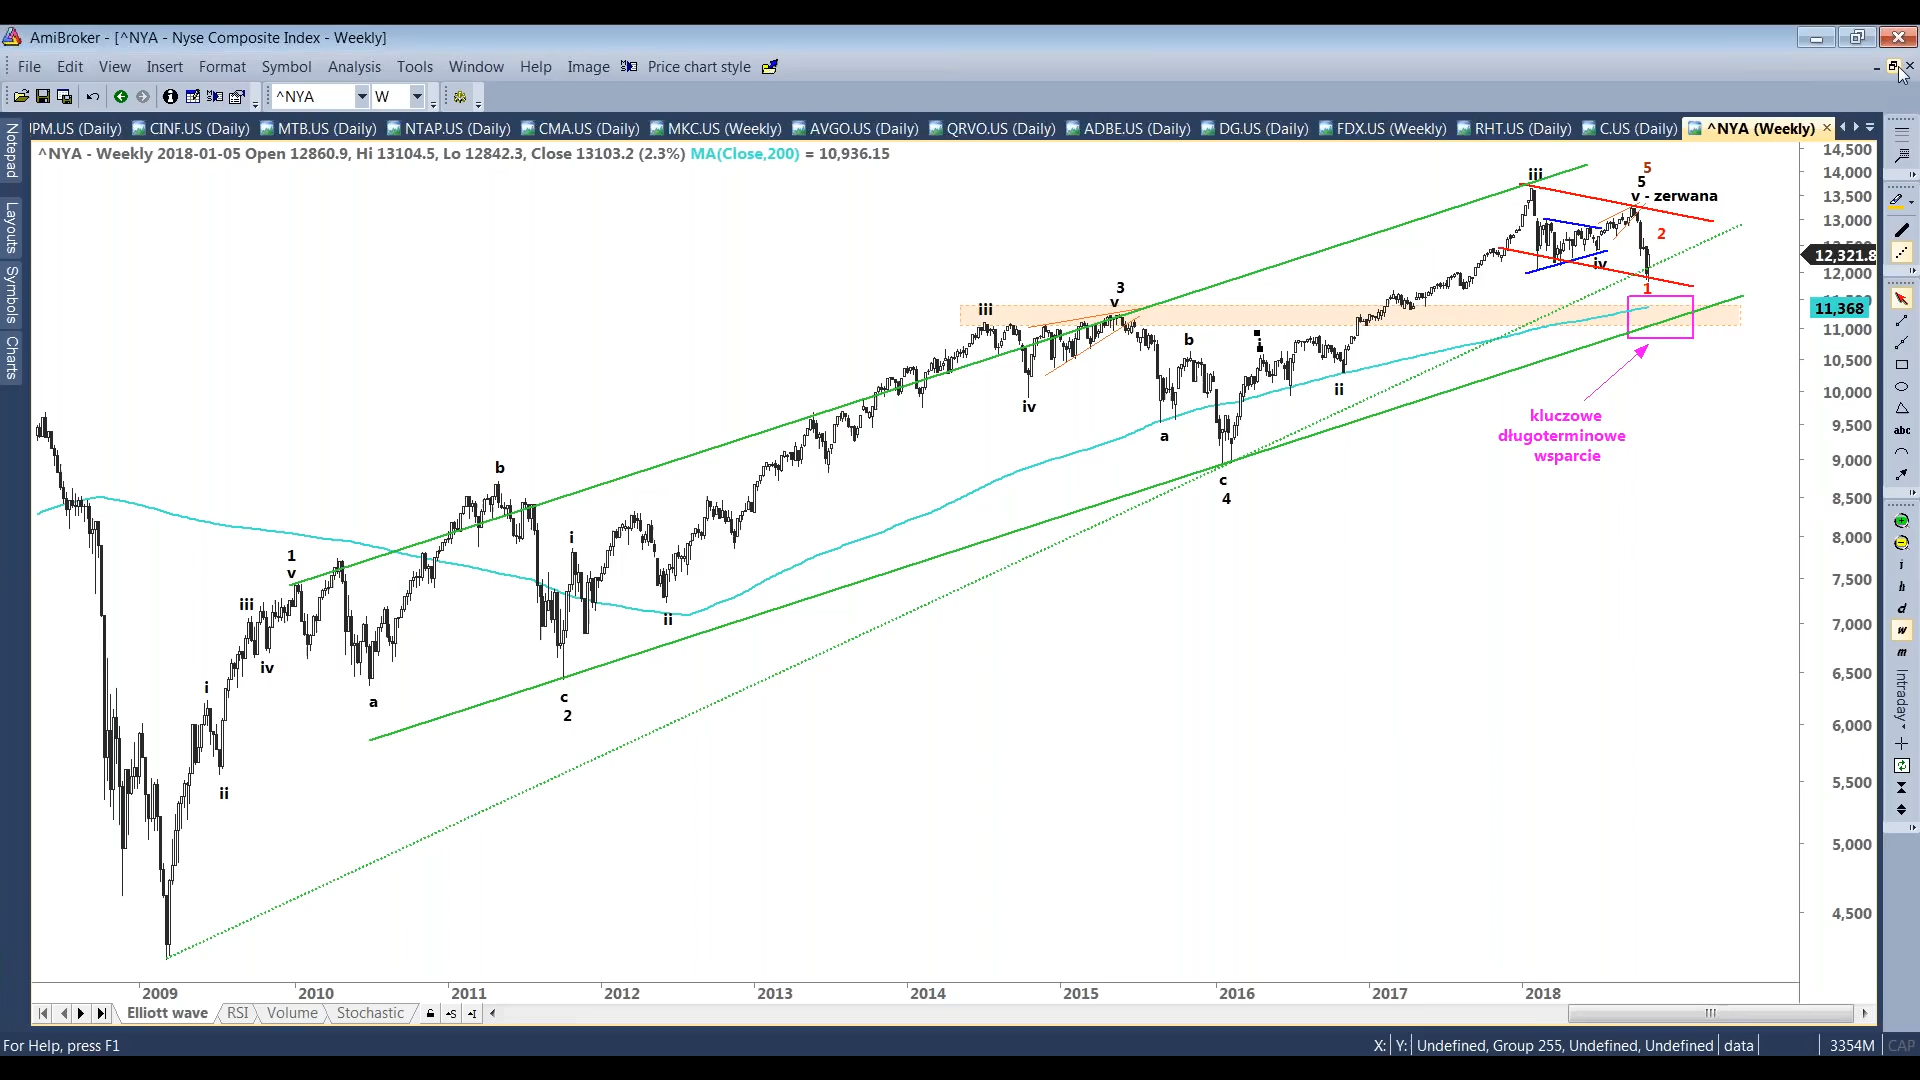 AmiBroker - [^NYA - Nyse Composite Index - Weekly]
File Edit View Insert Format Symbol Analysis Tools Window Help Image Price chart style
^NYA W
JPM.US (Daily) CINF.US (Daily) MTB.US (Daily) NTAP.US (Daily) CMA.US (Daily) MKC.US (Weekly) AVGO.US (Daily) QRVO.US (Daily) ADBE.US (Daily) DG.US (Daily) FDX.US (Weekly) RHT.US (Daily) C.US (Daily) ^NYA (Weekly)
^NYA - Weekly 2018-01-05 Open 12860.9, Hi 13104.5, Lo 12842.3, Close 13103.2 (2.3%) MA(Close,200) = 10,936.15
Notepad
Layouts
Symbols
Charts
14,500
14,000
13,500
13,000
12,321.8
12,000
11,368
11,000
10,500
10,000
9,500
9,000
8,500
8,000
7,500
7,000
6,500
6,000
5,500
5,000
4,500
i
ii
iii
iv
1
v
a
b
c
2
i
ii
iii
iv
3
v
a
b
c
4
i
ii
iii
iv
5
5
v - zerwana
2
1
kluczowe
długoterminowe
wsparcie
abc
i
h
d
w
m
Intraday
2009 2010 2011 2012 2013 2014 2015 2016 2017 2018
Elliott wave RSI Volume Stochastic
For Help, press F1
X: Y: Undefined, Group 255, Undefined, Undefined data 3354M CAP